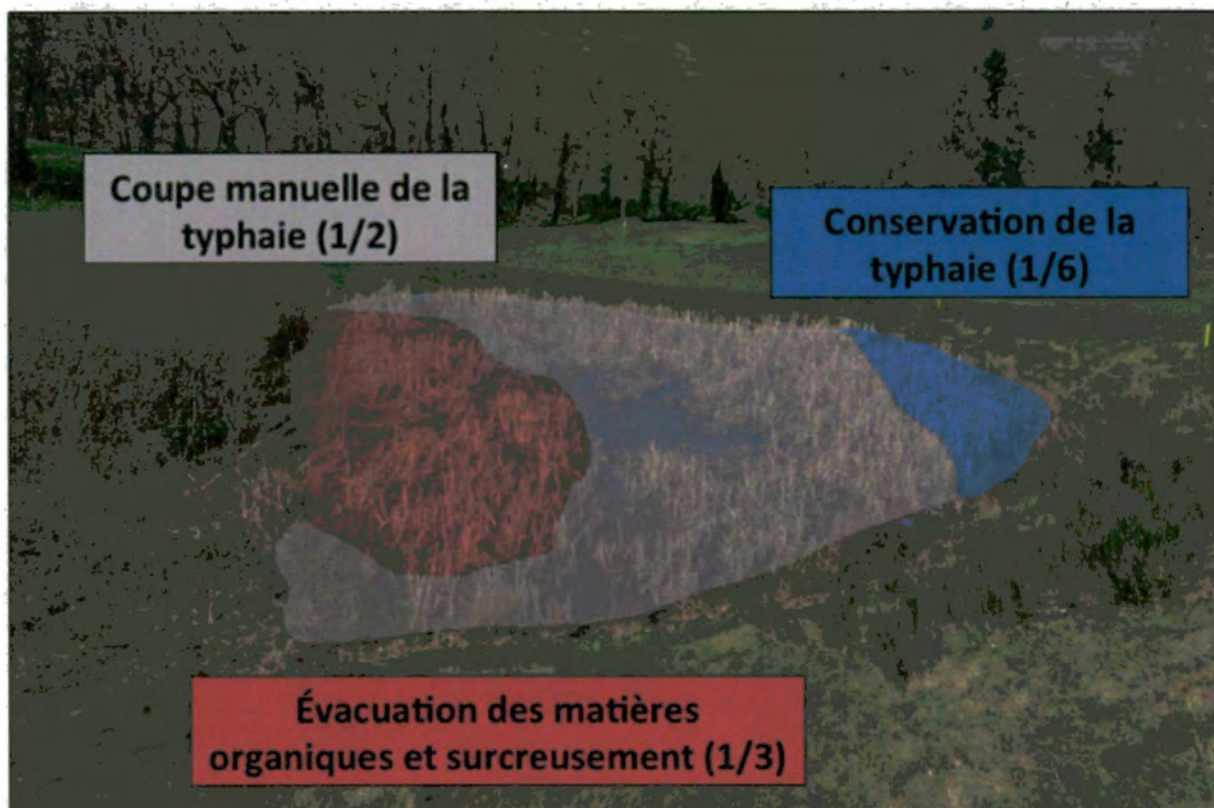 Coupe manuelle de la
typhaie (1/2)
Conservation de la
typhaie (1/6)
Évacuation des matières
organiques et surcreusement (1/3)